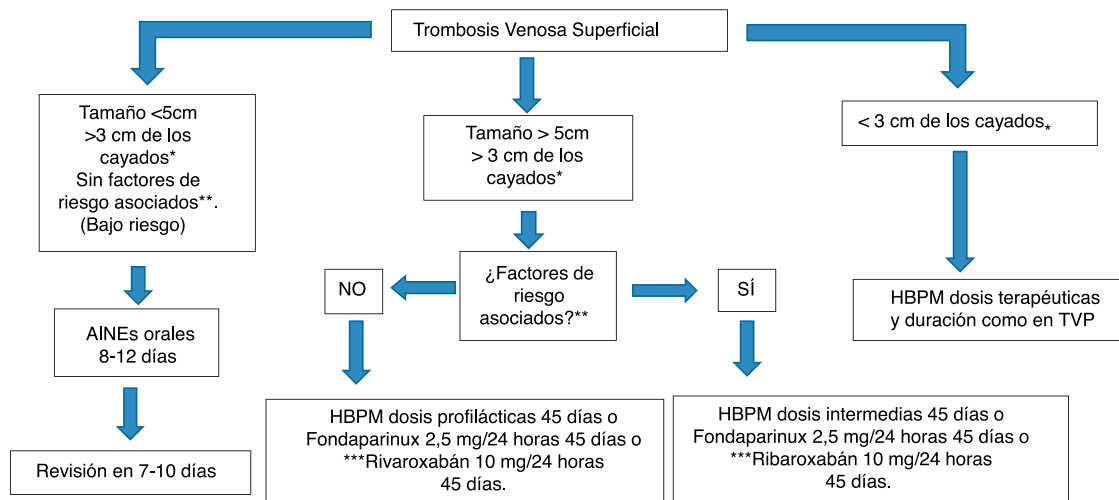 Trombosis Venosa Superficial
Tamaño <5cm
>3 cm de los
cayados*
Sin factores de
riesgo asociados**.
(Bajo riesgo)
Tamaño > 5cm
> 3 cm de los
cayados*
< 3 cm de los cayados*
NO
¿Factores de
riesgo
asociados?**
SÍ
HBPM dosis terapéuticas
y duración como en TVP
AINEs orales
8-12 días
HBPM dosis profilácticas 45 días o
Fondaparinux 2,5 mg/24 horas 45 días o
***Rivaroxabán 10 mg/24 horas
45 días.
HBPM dosis intermedias 45 días o
Fondaparinux 2,5 mg/24 horas 45 días o
***Ribaroxabán 10 mg/24 horas
45 días.
Revisión en 7-10 días